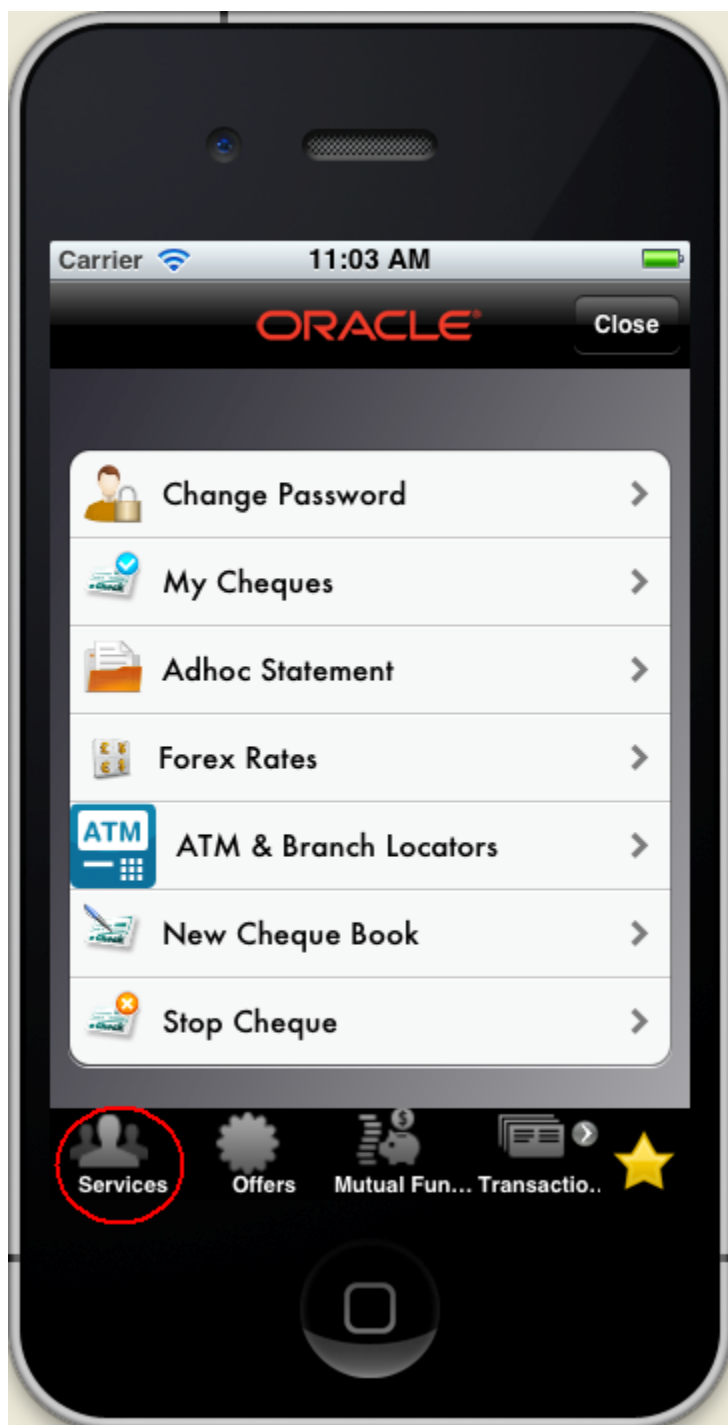 Carrier 11:03 AM
ORACLE® Close
Change Password
My Cheques
Adhoc Statement
Forex Rates
ATM ATM & Branch Locators
New Cheque Book
Stop Cheque
Services Offers Mutual Fun... Transactio..